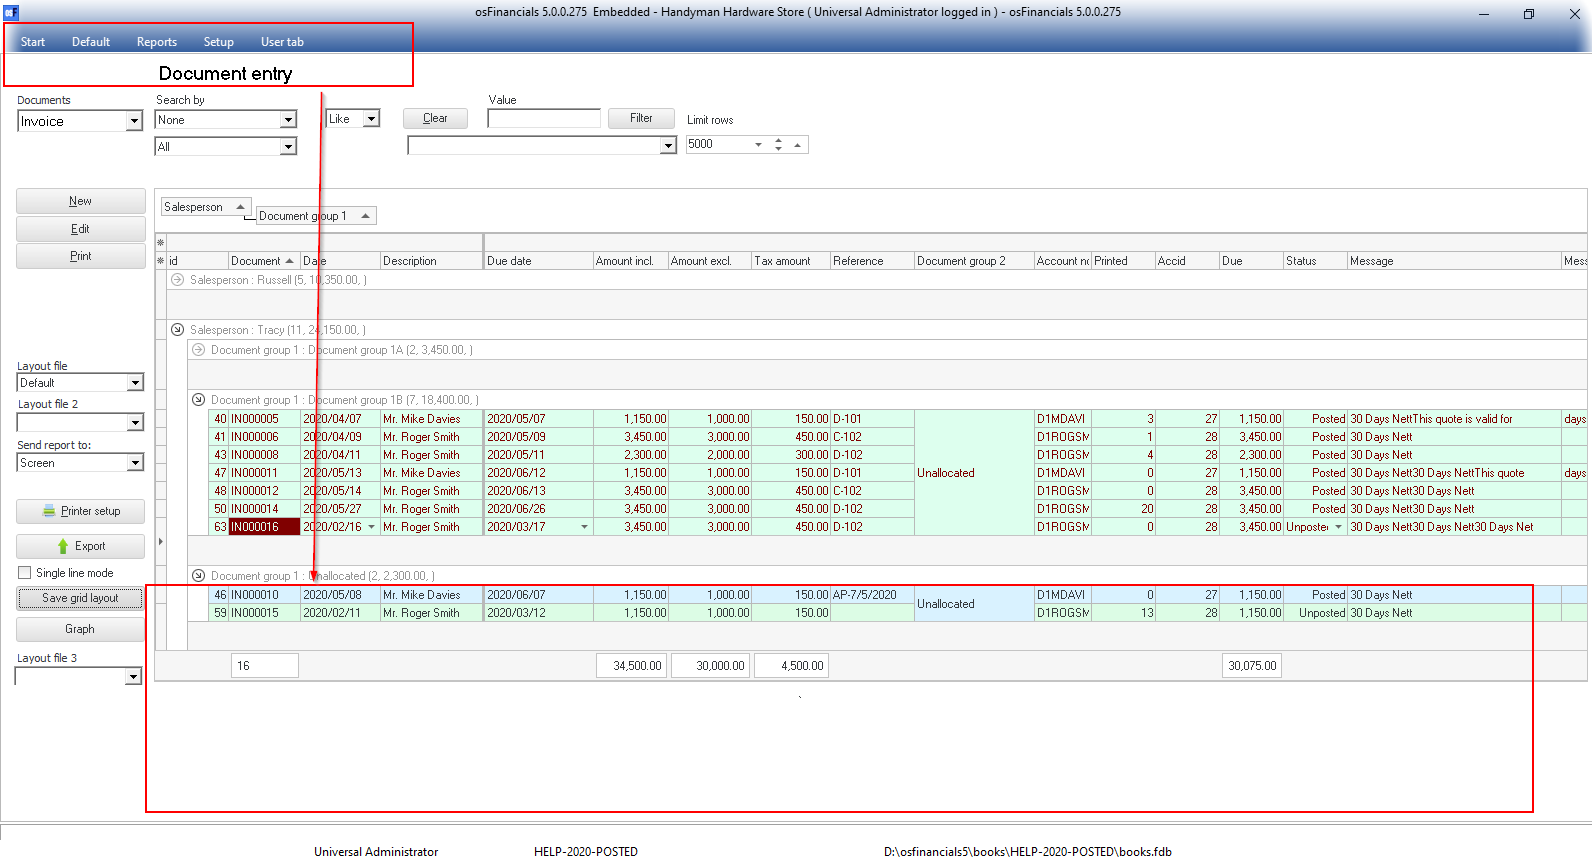 osF osFinancials 5.0.0.275 Embedded - Handyman Hardware Store ( Universal Administrator logged in ) - osFinancials 5.0.0.275
Start Default Reports Setup User tab
Document entry
Documents Search by Value
Invoice None Like Clear Filter Limit rows
All 5000
New
Edit
Print
Salesperson
Document group 1
id Document Date Description Due date Amount incl. Amount excl. Tax amount Reference Document group 2 Account no Printed Accid Due Status Message Mess
Salesperson : Russell (5, 10,350.00, )
Salesperson : Tracy (11, 24,150.00, )
Document group 1 : Document group 1A (2, 3,450.00, )
Layout file
Default
Document group 1 : Document group 1B (7, 18,400.00, )
Layout file 2
40 IN000005 2020/04/07 Mr. Mike Davies 2020/05/07 1,150.00 1,000.00 150.00 D-101 D1MDAVI 3 27 1,150.00 Posted 30 Days NettThis quote is valid for days
41 IN000006 2020/04/09 Mr. Roger Smith 2020/05/09 3,450.00 3,000.00 450.00 C-102 D1ROGSM 1 28 3,450.00 Posted 30 Days Nett
Send report to:
43 IN000008 2020/04/11 Mr. Roger Smith 2020/05/11 2,300.00 2,000.00 300.00 D-102 D1ROGSM 4 28 2,300.00 Posted 30 Days Nett
Screen
47 IN000011 2020/05/13 Mr. Mike Davies 2020/06/12 1,150.00 1,000.00 150.00 D-101 Unallocated D1MDAVI 0 27 1,150.00 Posted 30 Days Nett30 Days NettThis quote days
48 IN000012 2020/05/14 Mr. Roger Smith 2020/06/13 3,450.00 3,000.00 450.00 C-102 D1ROGSM 0 28 3,450.00 Posted 30 Days Nett30 Days Nett
50 IN000014 2020/05/27 Mr. Roger Smith 2020/06/26 3,450.00 3,000.00 450.00 D-102 D1ROGSM 20 28 3,450.00 Posted 30 Days Nett30 Days Nett
Printer setup
63 IN000016 2020/02/16 Mr. Roger Smith 2020/03/17 3,450.00 3,000.00 450.00 D-102 D1ROGSM 0 28 3,450.00 Unposte 30 Days Nett30 Days Nett30 Days Net
Export
Single line mode
Document group 1 : Unallocated (2, 2,300.00, )
Save grid layout
46 IN000010 2020/05/08 Mr. Mike Davies 2020/06/07 1,150.00 1,000.00 150.00 AP-7/5/2020 Unallocated D1MDAVI 0 27 1,150.00 Posted 30 Days Nett
59 IN000015 2020/02/11 Mr. Roger Smith 2020/03/12 1,150.00 1,000.00 150.00 D1ROGSM 13 28 1,150.00 Unposted 30 Days Nett
Graph
Layout file 3
16 34,500.00 30,000.00 4,500.00 30,075.00
Universal Administrator HELP-2020-POSTED D:\osfinancials5\books\HELP-2020-POSTED\books.fdb